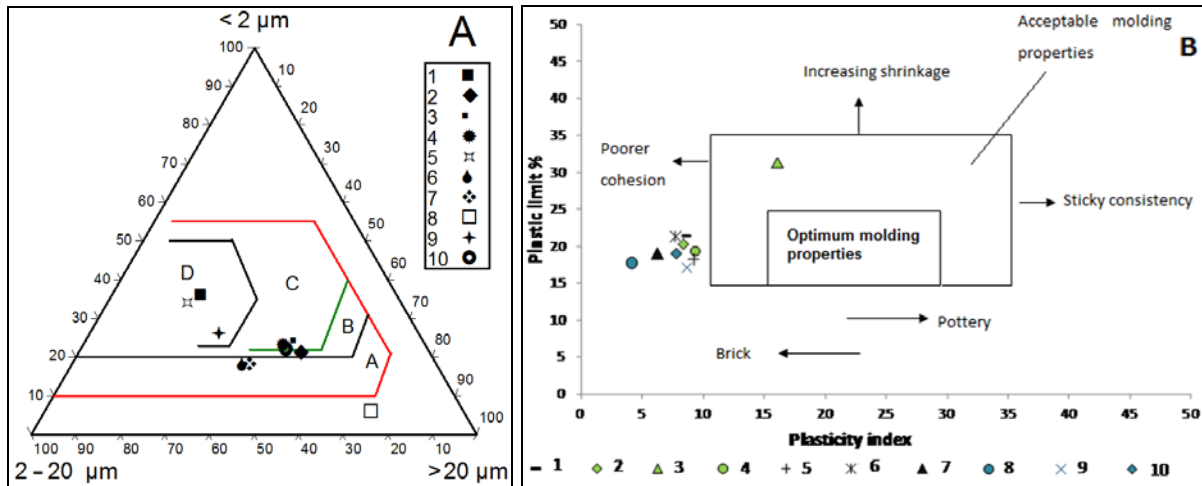 < 2 µm
A
100
90
80
70
60
50
40
30
20
10
10
20
30
40
50
60
70
80
90
100
100 90 80 70 60 50 40 30 20 10
2 – 20 µm
>20 µm
D
C
B
A
1
2
3
4
5
6
7
8
9
10
B
Acceptable molding
properties
Increasing shrinkage
Poorer
cohesion
Sticky consistency
Optimum molding
properties
Pottery
Brick
Plastic limit %
50
45
40
35
30
25
20
15
10
5
0
0 5 10 15 20 25 30 35 40 45 50
Plasticity index
1 2 3 4 5 6 7 8 9 10